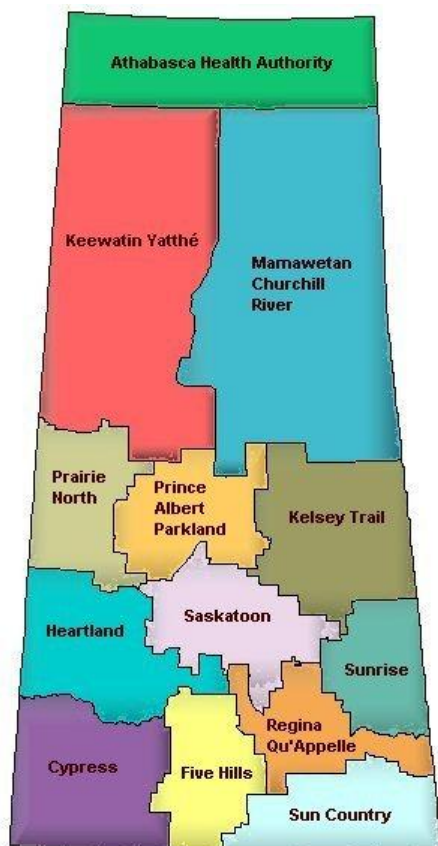 Athabasca Health Authority
Keewatin Yatthé
Mamawetan
Churchill
River
Prairie
North
Prince
Albert
Parkland
Kelsey Trail
Heartland
Saskatoon
Sunrise
Cypress
Five Hills
Regina
Qu'Appelle
Sun Country